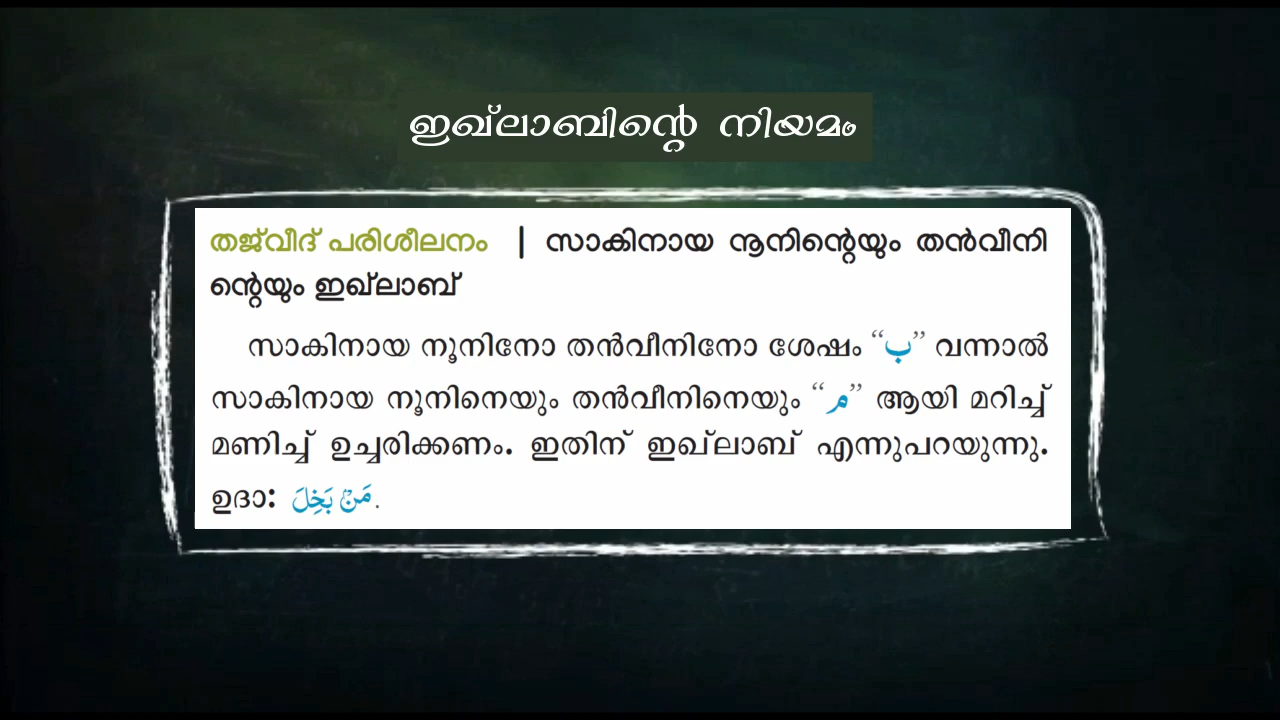 ഇഖ്‌ലാബിന്റെ നിയമം
തജ്‌വീദ് പരിശീലനം | സാകിനായ നൂനിന്റെയും തൻവീനി
ന്റെയും ഇഖ്‌ലാബ്
സാകിനായ നൂനിനോ തൻവീനിനോ ശേഷം “ب” വന്നാൽ
സാകിനായ നൂനിനെയും തൻവീനിനെയും “م” ആയി മറിച്ച്
മണിച്ച് ഉച്ചരിക്കണം. ഇതിന് ഇഖ്‌ലാബ് എന്നുപറയുന്നു.
ഉദാ: مَنْ بَخِلَ.